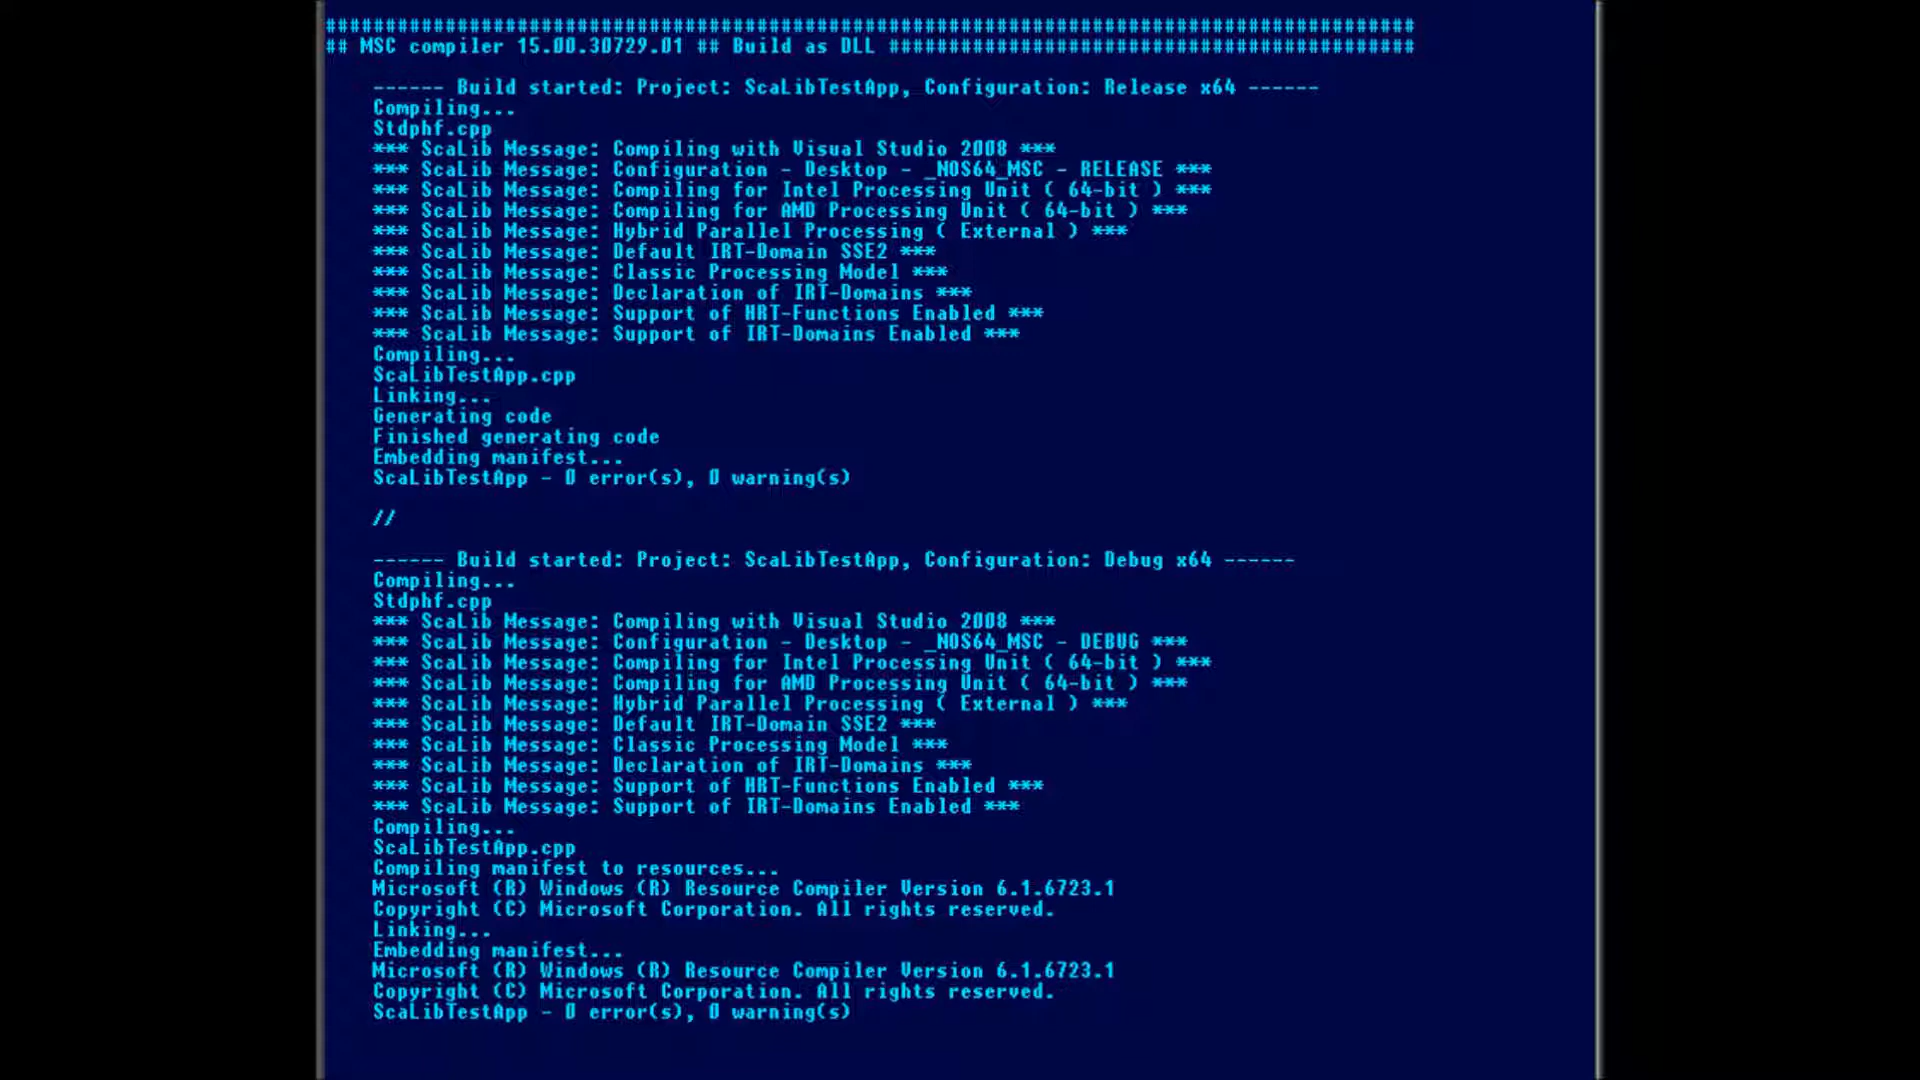 ###########################################################################################
## MSC compiler 15.00.30729.01 ## Build as DLL ############################################
------ Build started: Project: ScaLibTestApp, Configuration: Release x64 ------
Compiling...
Stdphf.cpp
*** ScaLib Message: Compiling with Visual Studio 2008 ***
*** ScaLib Message: Configuration - Desktop - _NOS64_MSC - RELEASE ***
*** ScaLib Message: Compiling for Intel Processing Unit ( 64-bit ) ***
*** ScaLib Message: Compiling for AMD Processing Unit ( 64-bit ) ***
*** ScaLib Message: Hybrid Parallel Processing ( External ) ***
*** ScaLib Message: Default IRT-Domain SSE2 ***
*** ScaLib Message: Classic Processing Model ***
*** ScaLib Message: Declaration of IRT-Domains ***
*** ScaLib Message: Support of HRT-Functions Enabled ***
*** ScaLib Message: Support of IRT-Domains Enabled ***
Compiling...
ScaLibTestApp.cpp
Linking...
Generating code
Finished generating code
Embedding manifest...
ScaLibTestApp - 0 error(s), 0 warning(s)
//
------ Build started: Project: ScaLibTestApp, Configuration: Debug x64 ------
Compiling...
Stdphf.cpp
*** ScaLib Message: Compiling with Visual Studio 2008 ***
*** ScaLib Message: Configuration - Desktop - _NOS64_MSC - DEBUG ***
*** ScaLib Message: Compiling for Intel Processing Unit ( 64-bit ) ***
*** ScaLib Message: Compiling for AMD Processing Unit ( 64-bit ) ***
*** ScaLib Message: Hybrid Parallel Processing ( External ) ***
*** ScaLib Message: Default IRT-Domain SSE2 ***
*** ScaLib Message: Classic Processing Model ***
*** ScaLib Message: Declaration of IRT-Domains ***
*** ScaLib Message: Support of HRT-Functions Enabled ***
*** ScaLib Message: Support of IRT-Domains Enabled ***
Compiling...
ScaLibTestApp.cpp
Compiling manifest to resources...
Microsoft (R) Windows (R) Resource Compiler Version 6.1.6723.1
Copyright (C) Microsoft Corporation. All rights reserved.
Linking...
Embedding manifest...
Microsoft (R) Windows (R) Resource Compiler Version 6.1.6723.1
Copyright (C) Microsoft Corporation. All rights reserved.
ScaLibTestApp - 0 error(s), 0 warning(s)